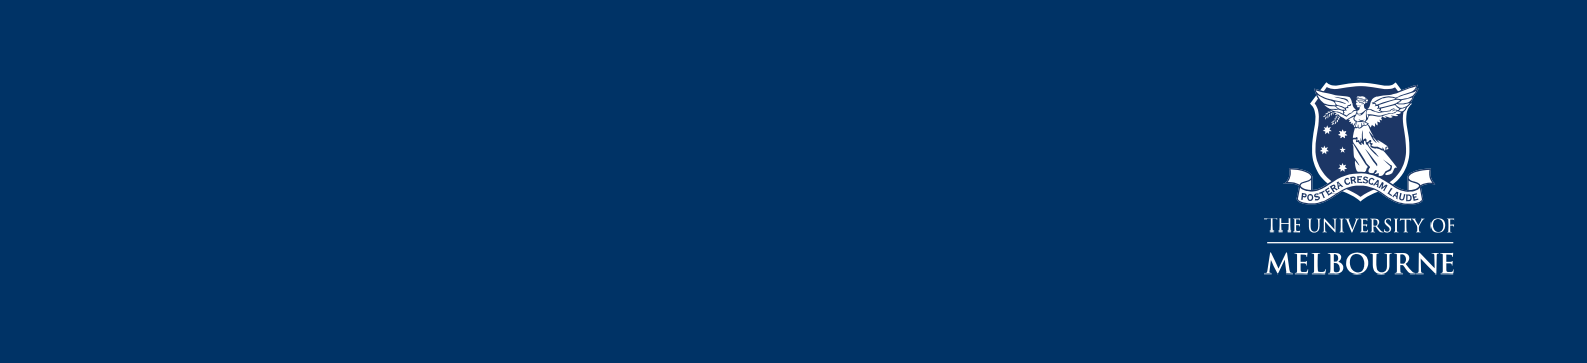 POSTERA CRESCAM LAUDE
THE UNIVERSITY OF
MELBOURNE